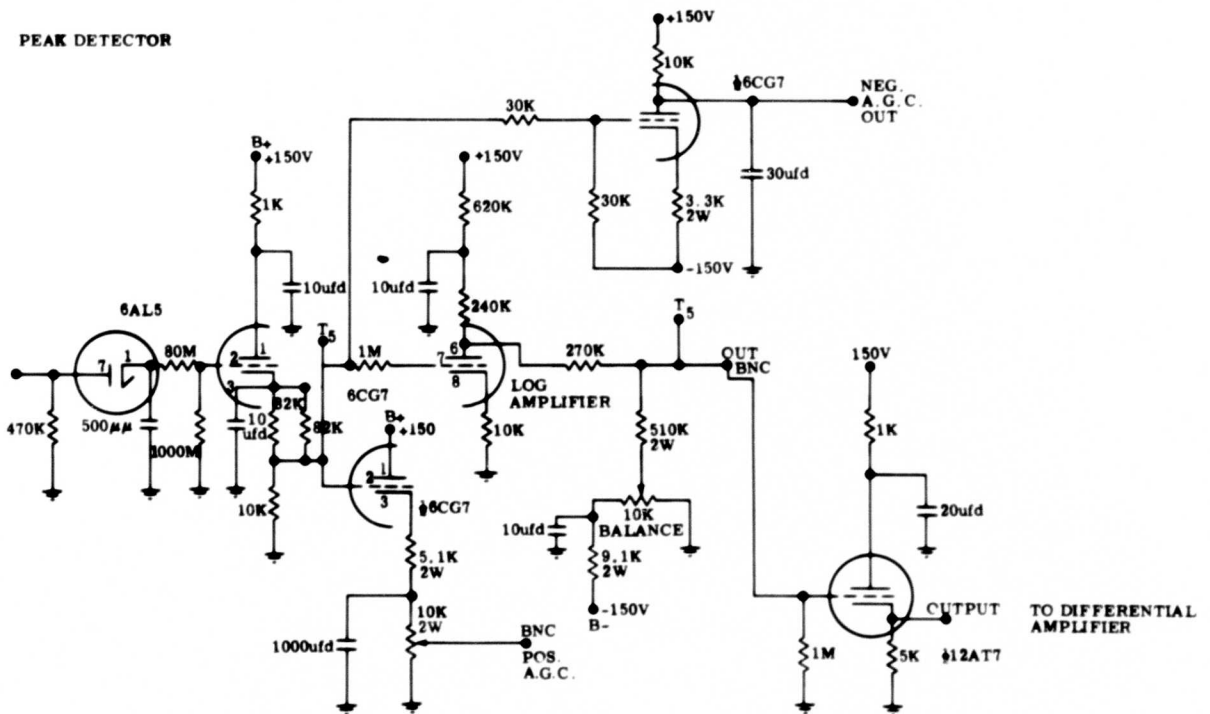 PEAK DETECTOR
+150V
10K
½6CG7
NEG.
A.G.C.
OUT
30K
B+
+150V
+150V
30ufd
1K
620K
30K
3.3K
2W
-150V
10ufd
10ufd
240K
6AL5
T5
T5
7
1
80M
2
1
3
1M
7
6
8
270K
OUT
BNC
150V
6CG7
LOG
AMPLIFIER
82K
82K
10
ufd
470K
500μμ
1000M
B+
+150
10K
510K
2W
1K
10K
2
1
3
½6CG7
10ufd
10K
BALANCE
20ufd
5.1K
2W
9.1K
2W
-150V
B-
10K
2W
1000ufd
BNC
POS.
A.G.C.
OUTPUT
TO DIFFERENTIAL
AMPLIFIER
1M
5K
½12AT7